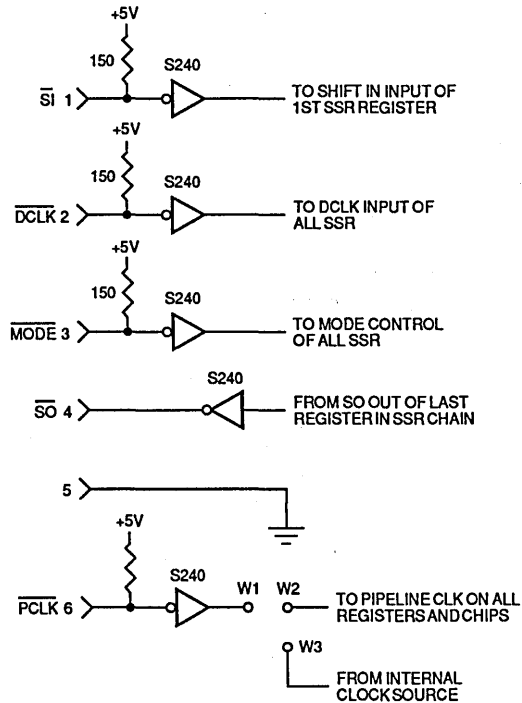 +5V
150
S240
SI 1
TO SHIFT IN INPUT OF
1ST SSR REGISTER
+5V
150
S240
DCLK 2
TO DCLK INPUT OF
ALL SSR
+5V
150
S240
MODE 3
TO MODE CONTROL
OF ALL SSR
S240
SO 4
FROM SO OUT OF LAST
REGISTER IN SSR CHAIN
5
+5V
S240
W1
W2
PCLK 6
TO PIPELINE CLK ON ALL
REGISTERS AND CHIPS
W3
FROM INTERNAL
CLOCK SOURCE